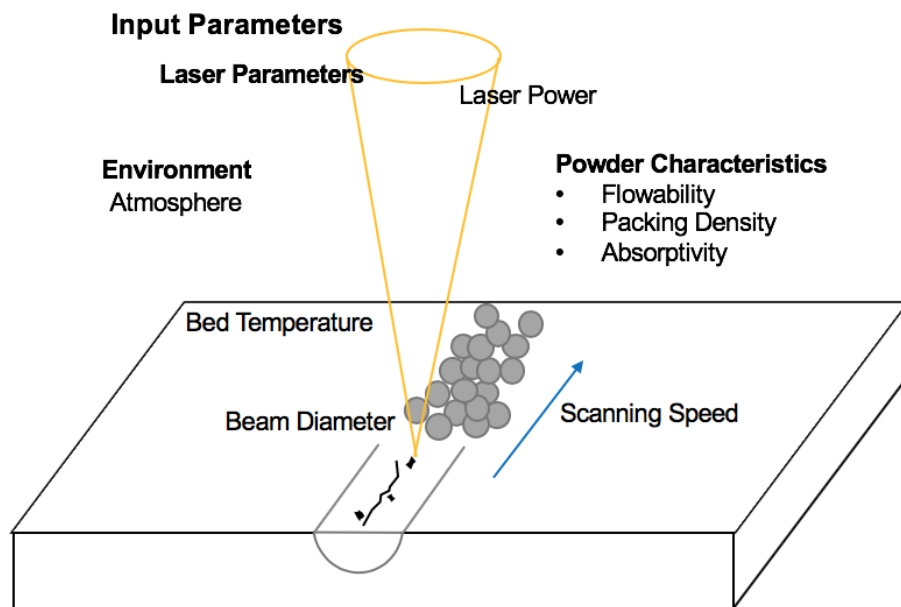 Input Parameters
Laser Parameters
Laser Power
Environment
Atmosphere
Powder Characteristics
• Flowability
• Packing Density
• Absorptivity
Bed Temperature
Beam Diameter
Scanning Speed